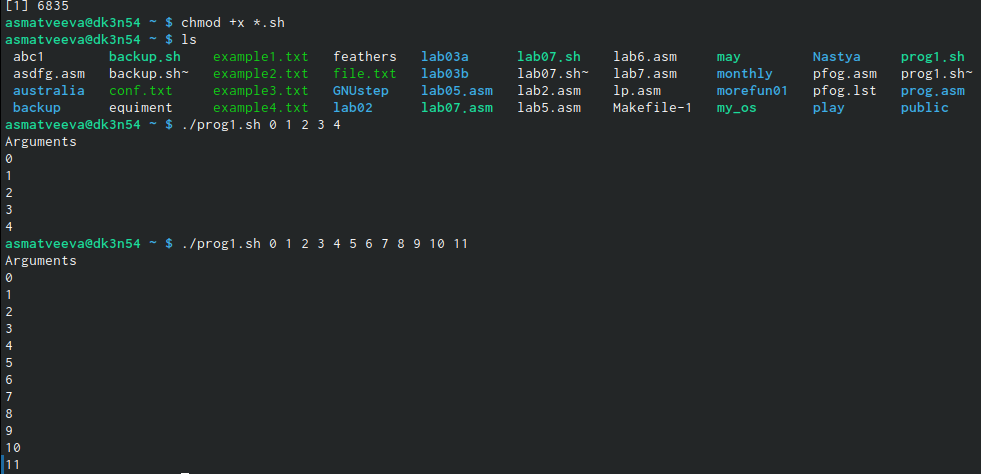 [1] 6835
asmatveeva@dk3n54 ~ $ chmod +x *.sh
asmatveeva@dk3n54 ~ $ ls
abc1 backup.sh example1.txt feathers lab03a lab07.sh lab6.asm may Nastya prog1.sh
asdfg.asm backup.sh~ example2.txt file.txt lab03b lab07.sh~ lab7.asm monthly pfog.asm prog1.sh~
australia conf.txt example3.txt GNUstep lab05.asm lab2.asm lp.asm morefun01 pfog.lst prog.asm
backup equiment example4.txt lab02 lab07.asm lab5.asm Makefile-1 my_os play public
asmatveeva@dk3n54 ~ $ ./prog1.sh 0 1 2 3 4
Arguments
0
1
2
3
4
asmatveeva@dk3n54 ~ $ ./prog1.sh 0 1 2 3 4 5 6 7 8 9 10 11
Arguments
0
1
2
3
4
5
6
7
8
9
10
11